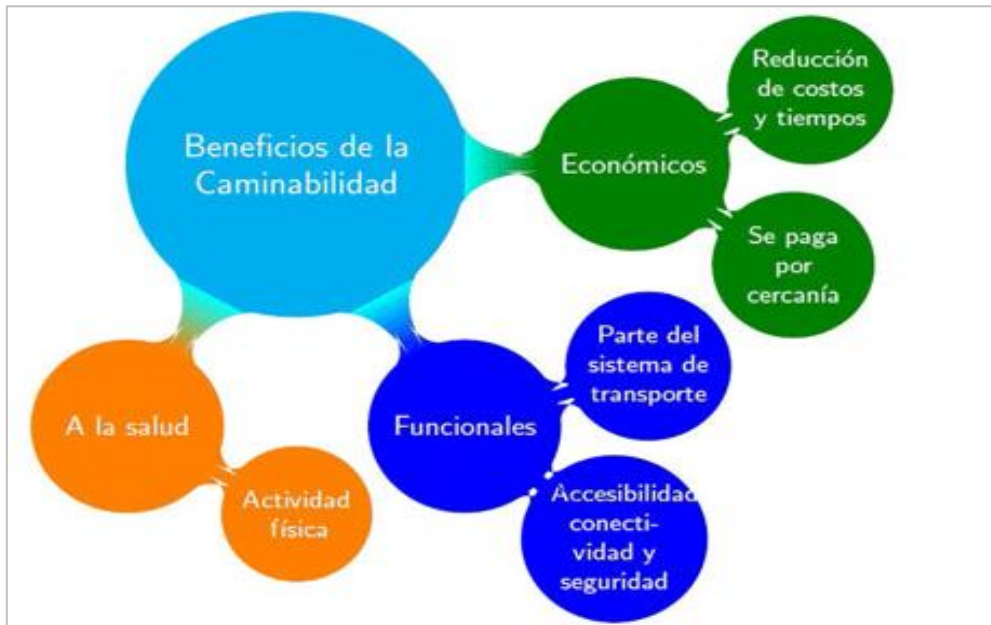 Beneficios de la
Caminabilidad
Económicos
Reducción
de costos
y tiempos
Se paga
por
cercanía
Funcionales
Parte del
sistema de
transporte
Accesibilidad
conecti-
vidad y
seguridad
A la salud
Actividad
física